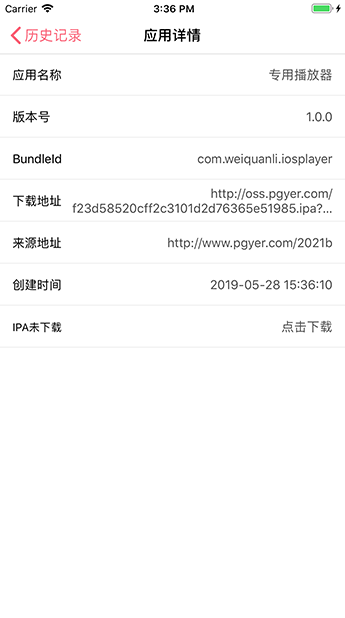 Carrier 3:36 PM
历史记录 应用详情
应用名称 专用播放器
版本号 1.0.0
BundleId com.weiquanli.iosplayer
下载地址 http://oss.pgyer.com/
f23d58520cff2c3101d2d76365e51985.ipa?...
来源地址 http://www.pgyer.com/2021b
创建时间 2019-05-28 15:36:10
IPA未下载 点击下载